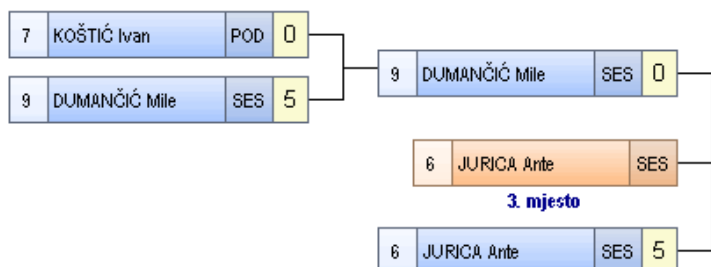 7 KOŠTIĆ Ivan POD 0
9 DUMANČIĆ Mile SES 5
9 DUMANČIĆ Mile SES 0
6 JURICA Ante SES
3. mjesto
6 JURICA Ante SES 5